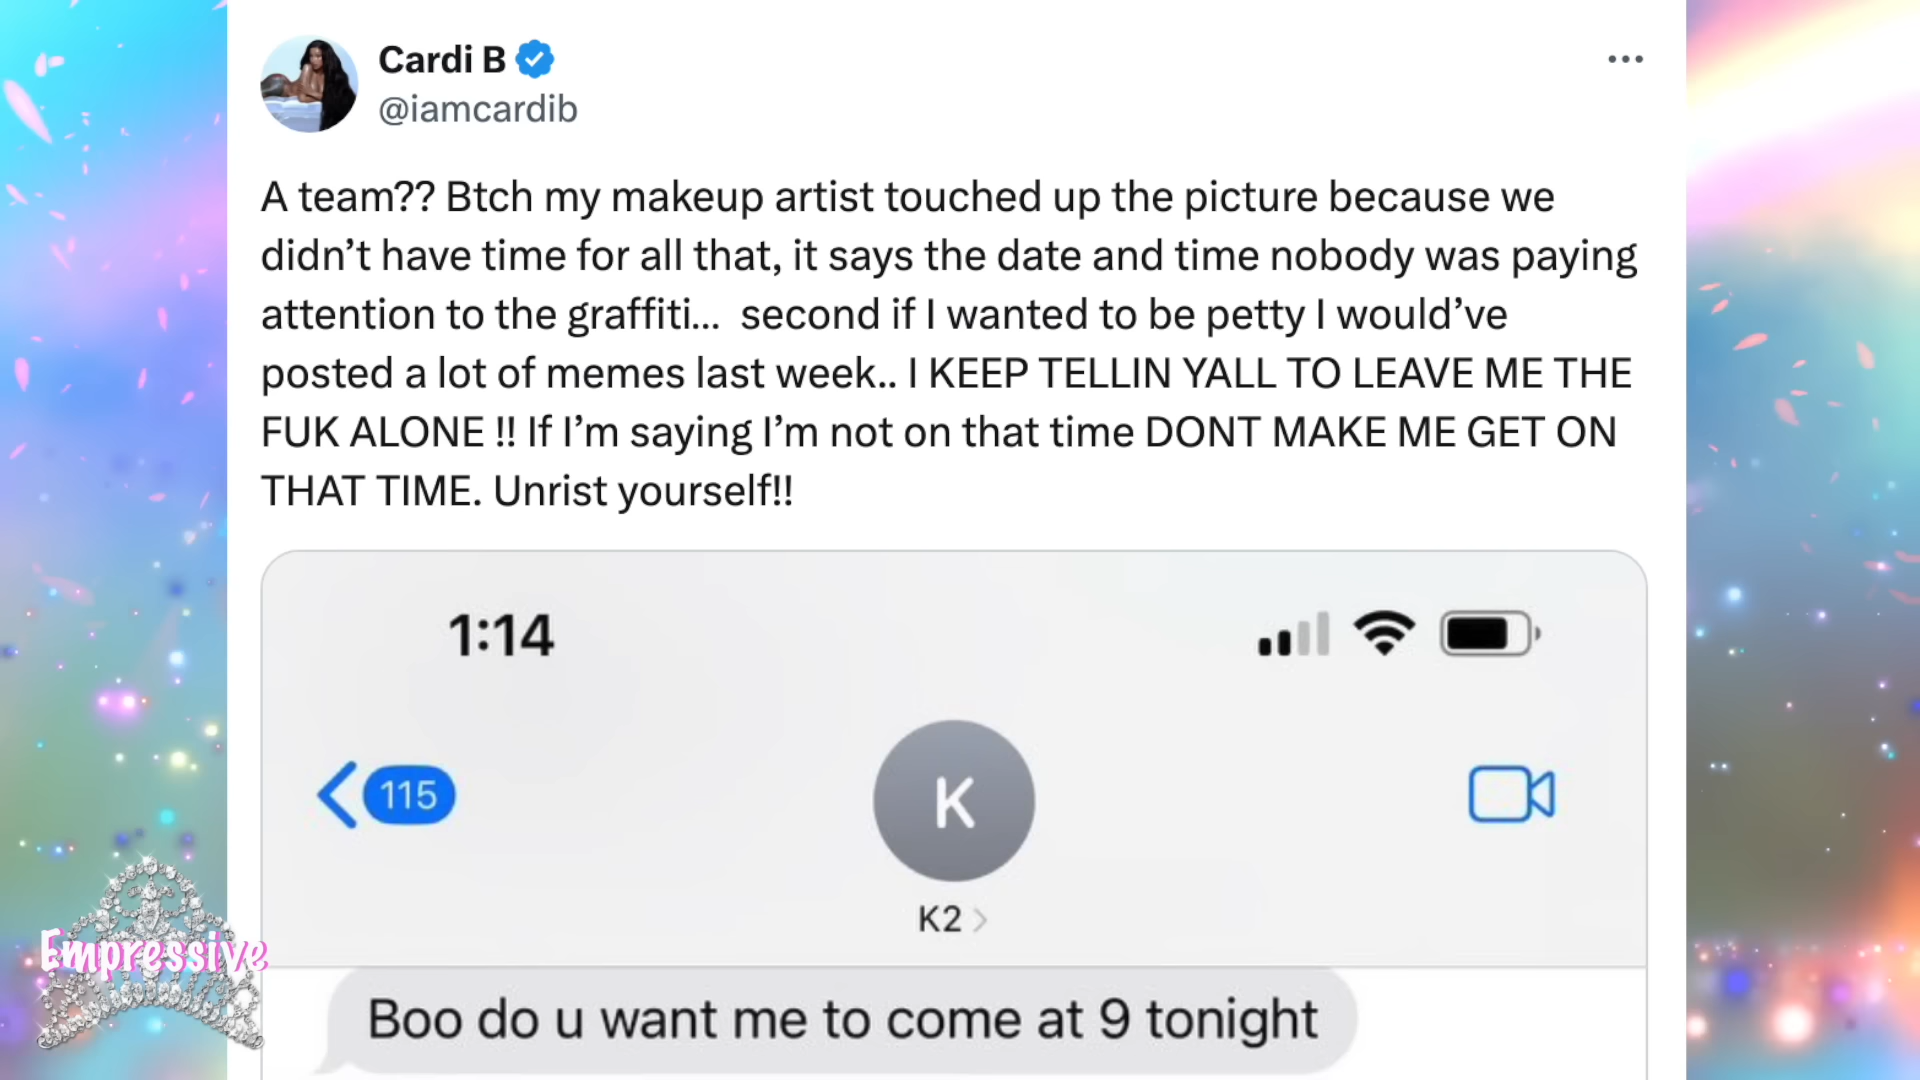 Cardi B
@iamcardib
A team?? Btch my makeup artist touched up the picture because we
didn’t have time for all that, it says the date and time nobody was paying
attention to the graffiti...  second if I wanted to be petty I would’ve
posted a lot of memes last week.. I KEEP TELLIN YALL TO LEAVE ME THE
FUK ALONE !! If I’m saying I’m not on that time DONT MAKE ME GET ON
THAT TIME. Unrist yourself!!
1:14
115
K
K2
Boo do u want me to come at 9 tonight
Empressive